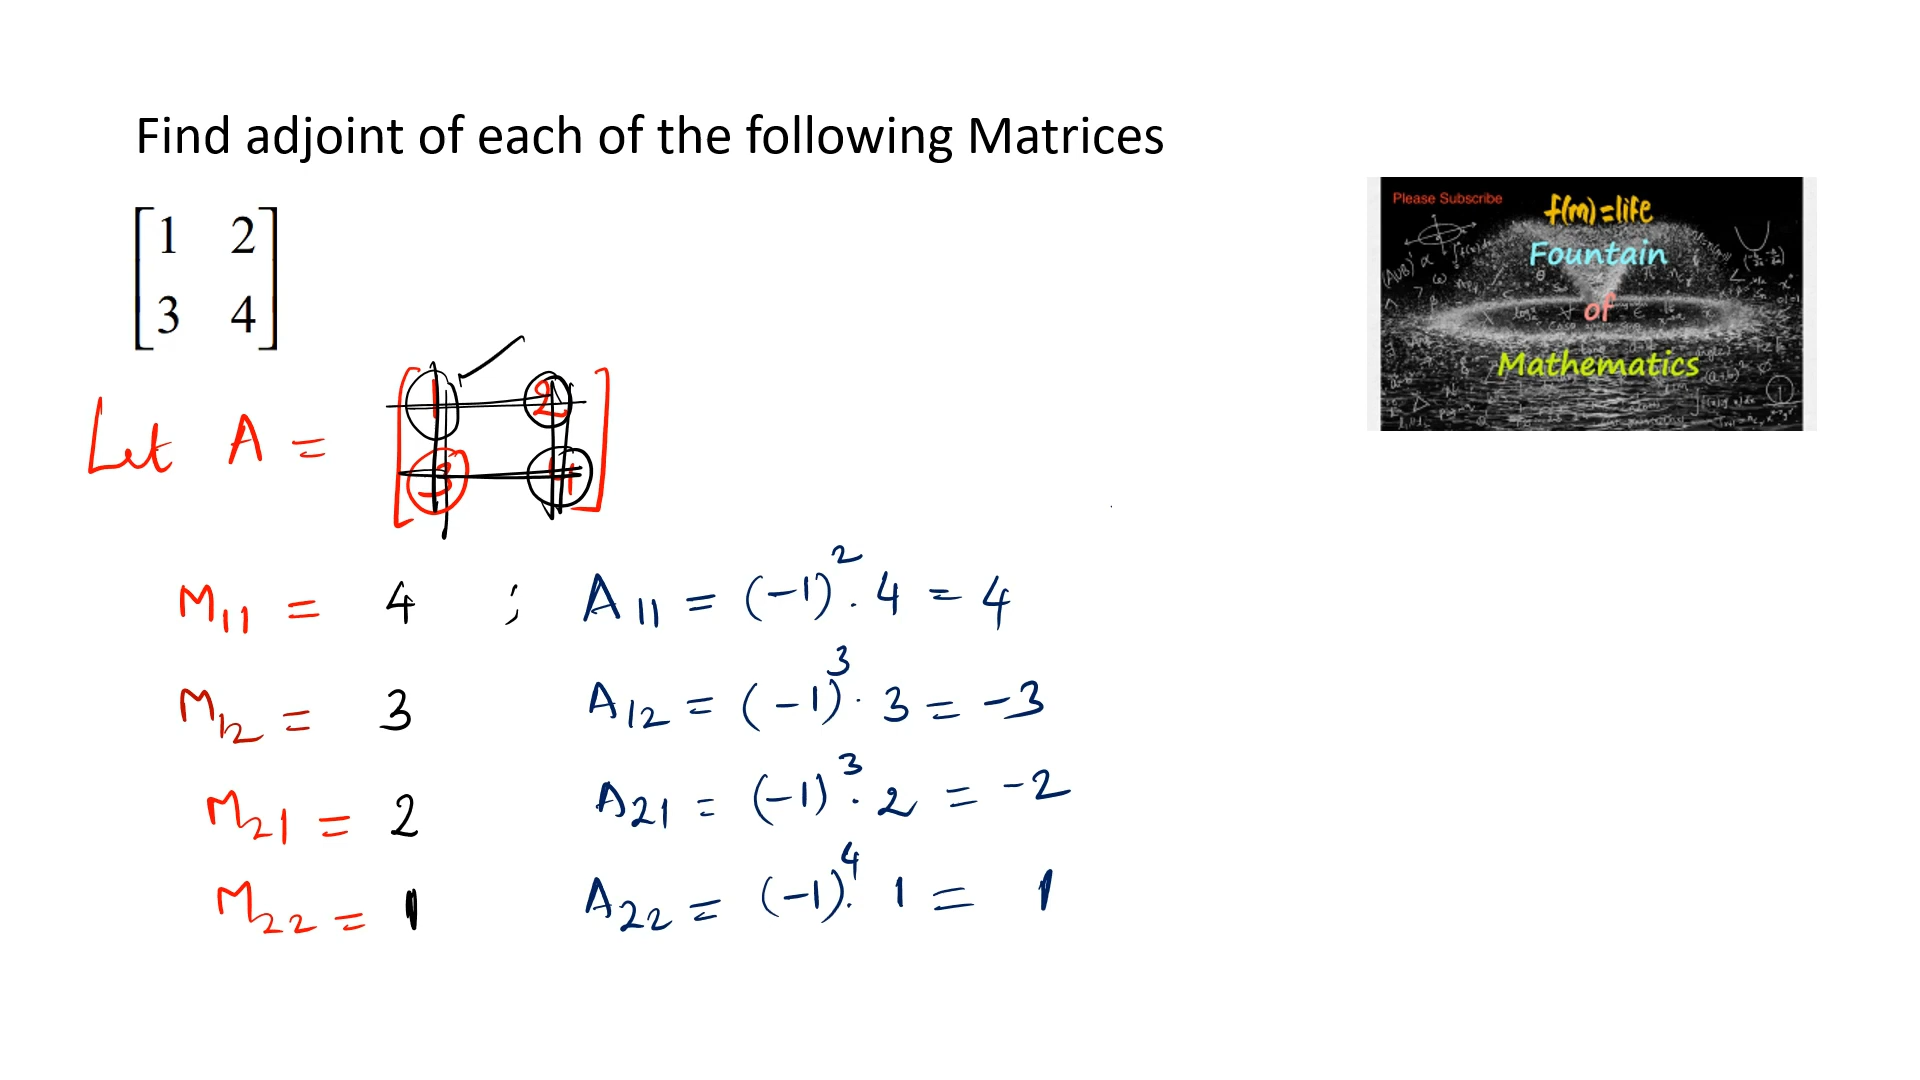 Find adjoint of each of the following Matrices
1 2
3 4
Let A = [1 2
3 4]
M11 = 4 ; A11 = (-1)^2 . 4 = 4
M12 = 3 A12 = (-1)^3 . 3 = -3
M21 = 2 A21 = (-1)^3 . 2 = -2
M22 = 1 A22 = (-1)^4 . 1 = 1
Please Subscribe
f(m)=life
Fountain
of
Mathematics